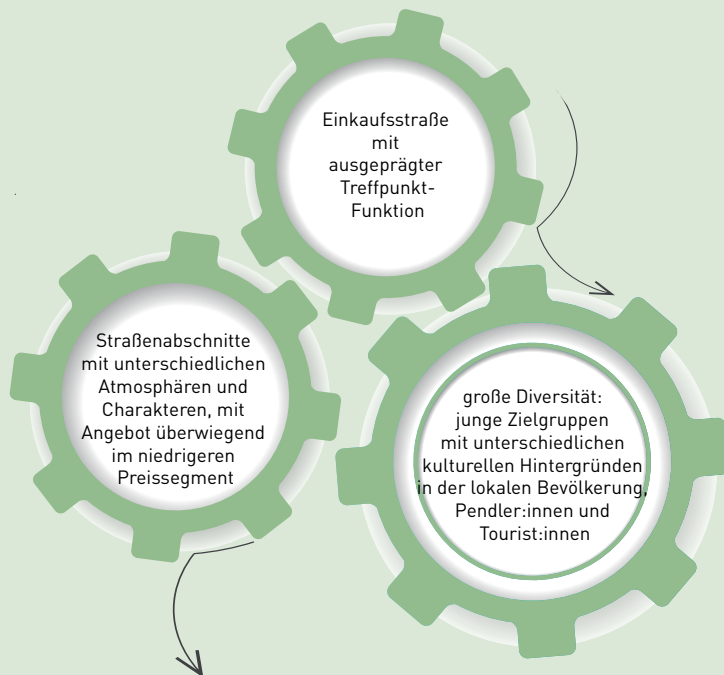 Einkaufsstraße
mit
ausgeprägter
Treffpunkt-
Funktion
Straßenabschnitte
mit unterschiedlichen
Atmosphären und
Charakteren, mit
Angebot überwiegend
im niedrigeren
Preissegment
große Diversität:
junge Zielgruppen
mit unterschiedlichen
kulturellen Hintergründen
in der lokalen Bevölkerung,
Pendler:innen und
Tourist:innen